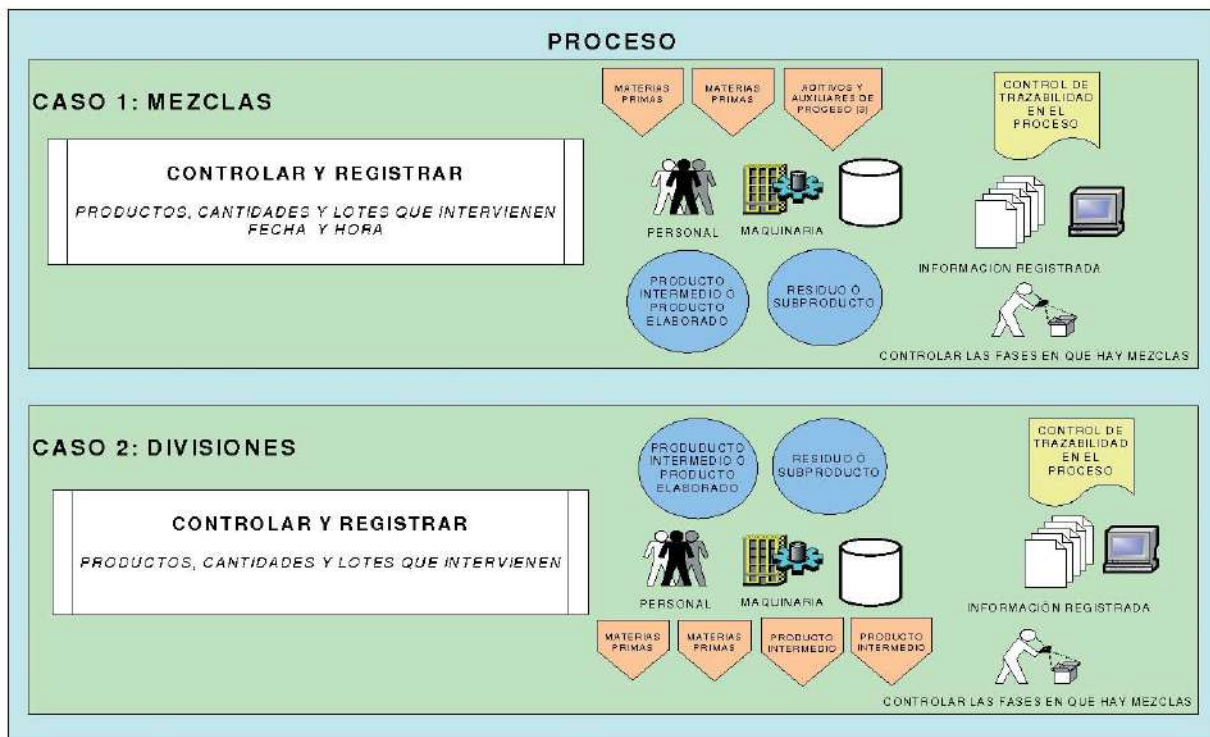 PROCESO
CASO 1: MEZCLAS
CONTROLAR Y REGISTRAR
PRODUCTOS, CANTIDADES Y LOTES QUE INTERVIENEN
FECHA Y HORA
MATERIAS
PRIMAS
MATERIAS
PRIMAS
ADITIVOS Y
AUXILIARES DE
PROCESO (3)
PERSONAL
MAQUINARIA
PRODUCTO
INTERMEDIO Ó
PRODUCTO
ELABORADO
RESIDUO Ó
SUBPRODUCTO
CONTROL DE
TRAZABILIDAD
EN EL
PROCESO
INFORMACIÓN REGISTRADA
CONTROLAR LAS FASES EN QUE HAY MEZCLAS
CASO 2: DIVISIONES
CONTROLAR Y REGISTRAR
PRODUCTOS, CANTIDADES Y LOTES QUE INTERVIENEN
PRODUDUCTO
INTERMEDIO Ó
PRODUCTO
ELABORADO
RESIDUO Ó
SUBPRODUCTO
PERSONAL
MAQUINARIA
MATERIAS
PRIMAS
MATERIAS
PRIMAS
PRODUCTO
INTERMEDIO
PRODUCTO
INTERMEDIO
CONTROL DE
TRAZABILIDAD
EN EL
PROCESO
INFORMACIÓN REGISTRADA
CONTROLAR LAS FASES EN QUE HAY MEZCLAS